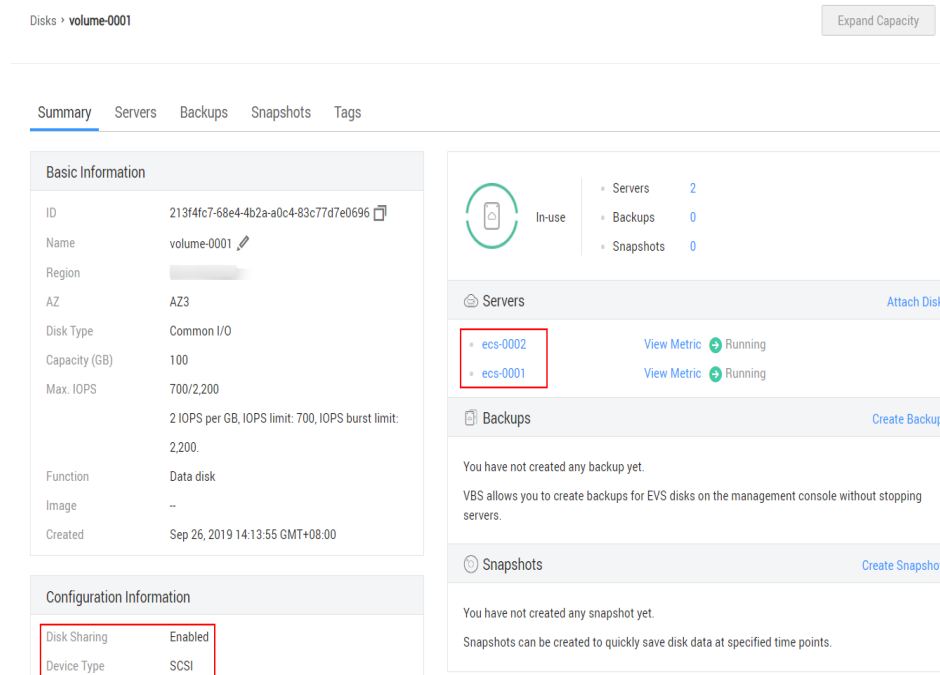 Disks › volume-0001
Expand Capacity
Summary Servers Backups Snapshots Tags
Basic Information
ID 213f4fc7-68e4-4b2a-a0c4-83c77d7e0696
Name volume-0001
Region
AZ AZ3
Disk Type Common I/O
Capacity (GB) 100
Max. IOPS 700/2,200
2 IOPS per GB, IOPS limit: 700, IOPS burst limit:
2,200.
Function Data disk
Image --
Created Sep 26, 2019 14:13:55 GMT+08:00
Configuration Information
Disk Sharing Enabled
Device Type SCSI
In-use
Servers 2
Backups 0
Snapshots 0
Servers Attach Disk
ecs-0002 View Metric Running
ecs-0001 View Metric Running
Backups Create Backup
You have not created any backup yet.
VBS allows you to create backups for EVS disks on the management console without stopping
servers.
Snapshots Create Snapshot
You have not created any snapshot yet.
Snapshots can be created to quickly save disk data at specified time points.